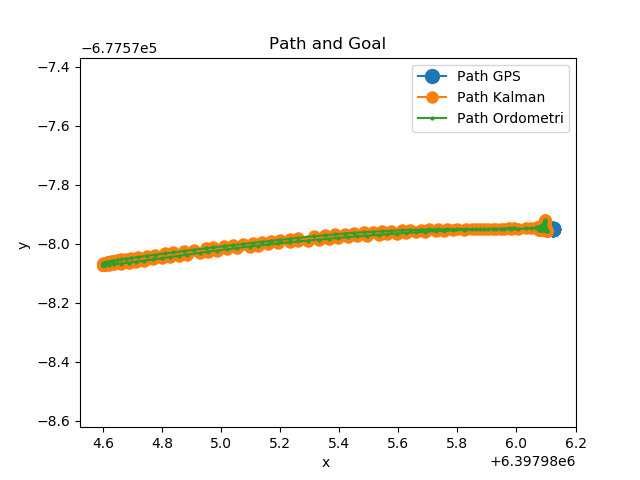 Path and Goal
−6.7757e5
Path GPS
Path Kalman
Path Ordometri
−7.4
−7.6
−7.8
−8.0
−8.2
−8.4
−8.6
y
4.6 4.8 5.0 5.2 5.4 5.6 5.8 6.0 6.2
x
+6.39798e6